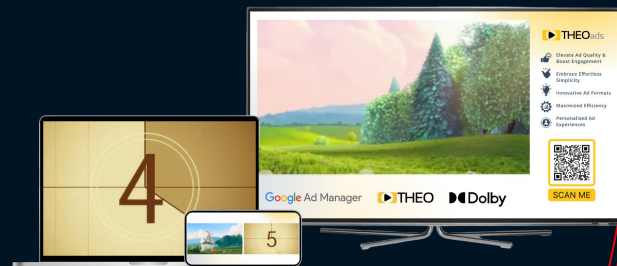 THEOads
Elevate Ad Quality &
Boost Engagement
Embrace Effortless
Simplicity
Innovative Ad Formats
Maximized Efficiency
Personalized Ad
Experiences
SCAN ME
Google Ad Manager
THEO
Dolby
4
5